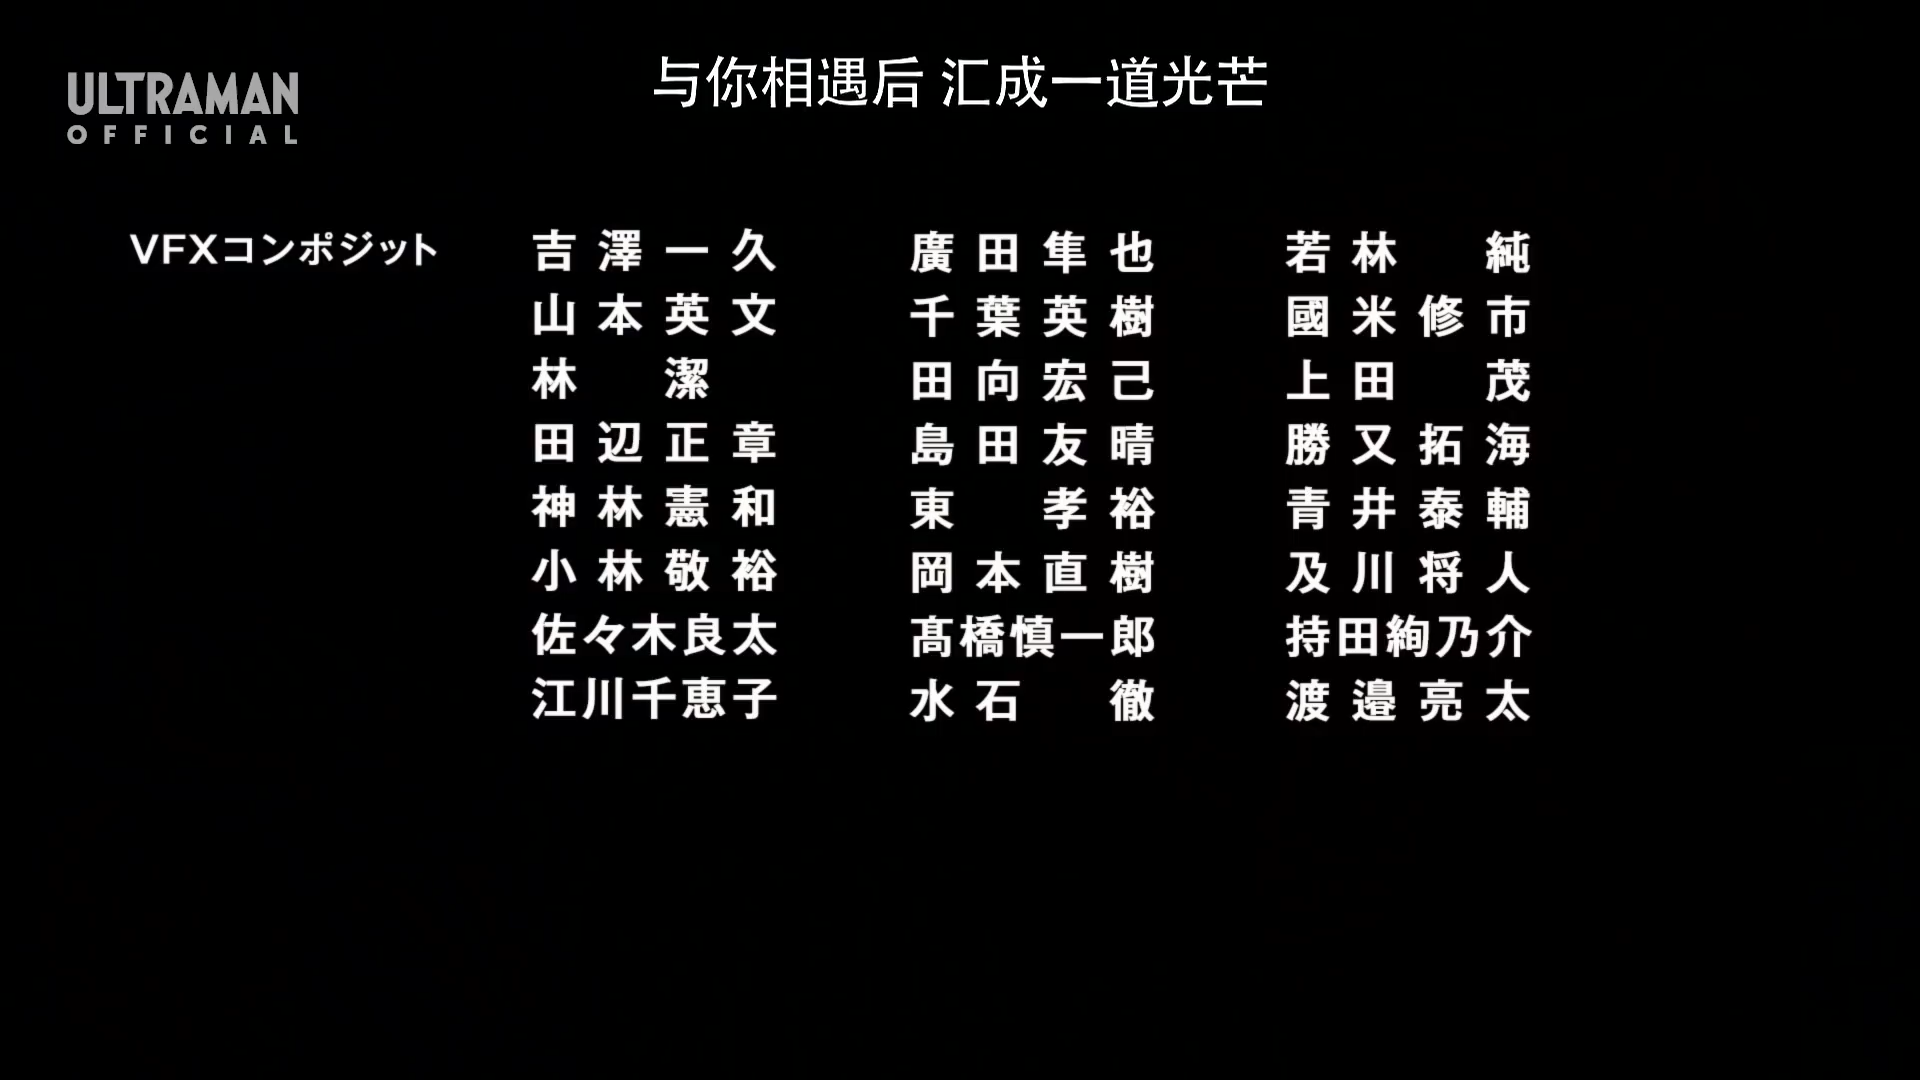 与你相遇后 汇成一道光芒
ULTRAMAN
OFFICIAL
VFXコンポジット 吉澤一久 廣田隼也 若林 純
山本英文 千葉英樹 國米修市
林 潔 田向宏己 上田 茂
田辺正章 島田友晴 勝又拓海
神林憲和 東 孝裕 青井泰輔
小林敬裕 岡本直樹 及川将人
佐々木良太 髙橋慎一郎 持田絢乃介
江川千恵子 水石 徹 渡邉亮太